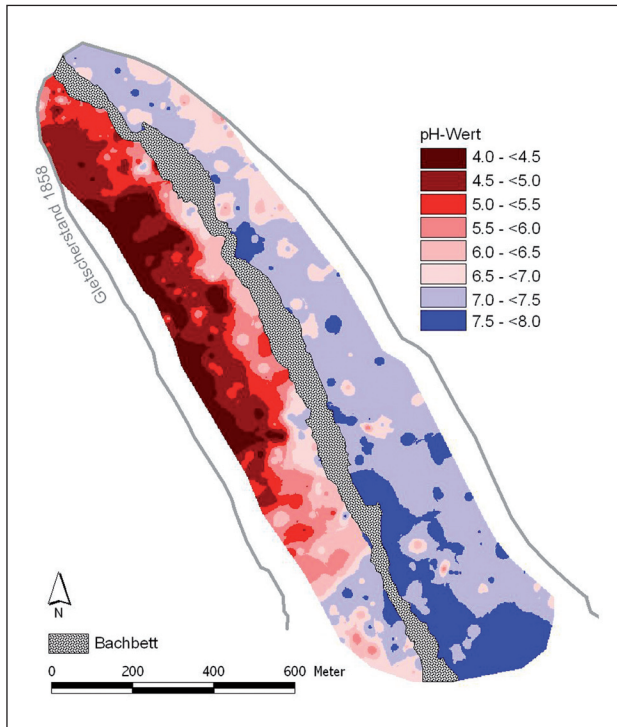 pH-Wert
4.0 - <4.5
4.5 - <5.0
5.0 - <5.5
5.5 - <6.0
6.0 - <6.5
6.5 - <7.0
7.0 - <7.5
7.5 - <8.0
Gletscherstand 1858
N
Bachbett
0 200 400 600 Meter